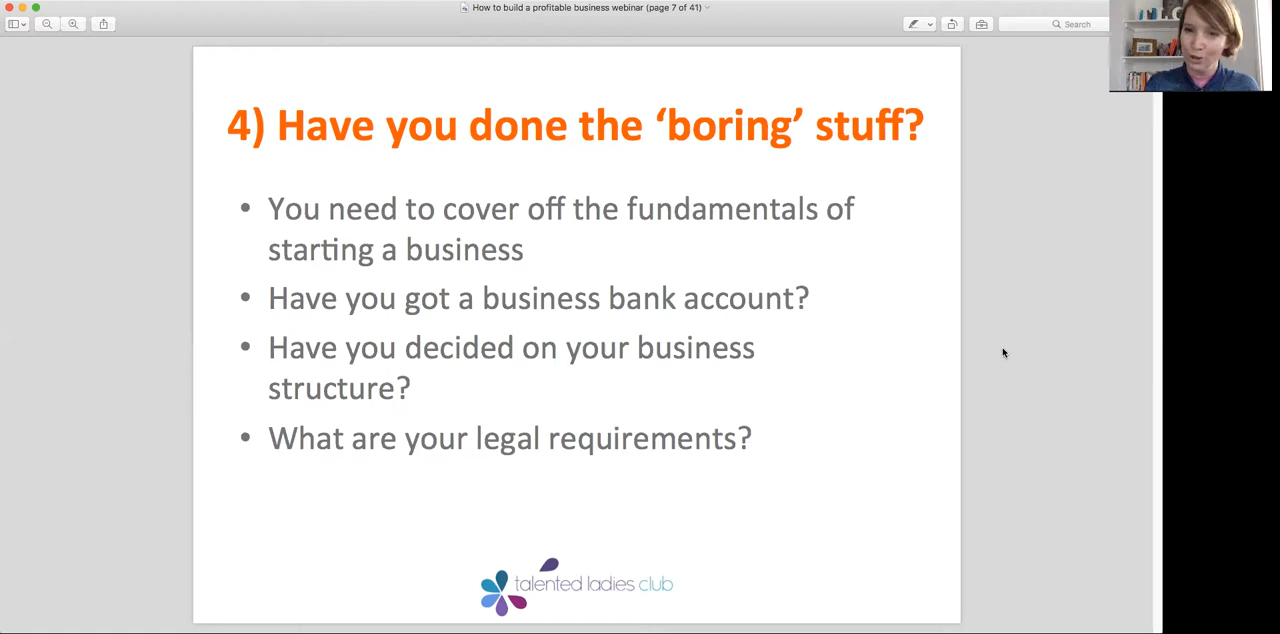 How to build a profitable business webinar (page 7 of 41)
Search
4) Have you done the ‘boring’ stuff?
• You need to cover off the fundamentals of
starting a business
• Have you got a business bank account?
• Have you decided on your business
structure?
• What are your legal requirements?
talented ladies club